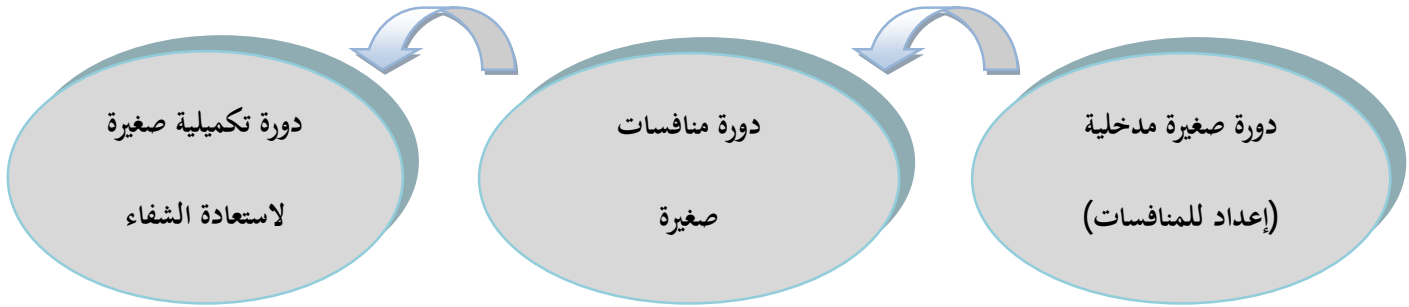 دورة صغيرة مدخلية
(إعداد للمنافسات)
دورة منافسات
صغيرة
دورة تكميلية صغيرة
لاستعادة الشفاء